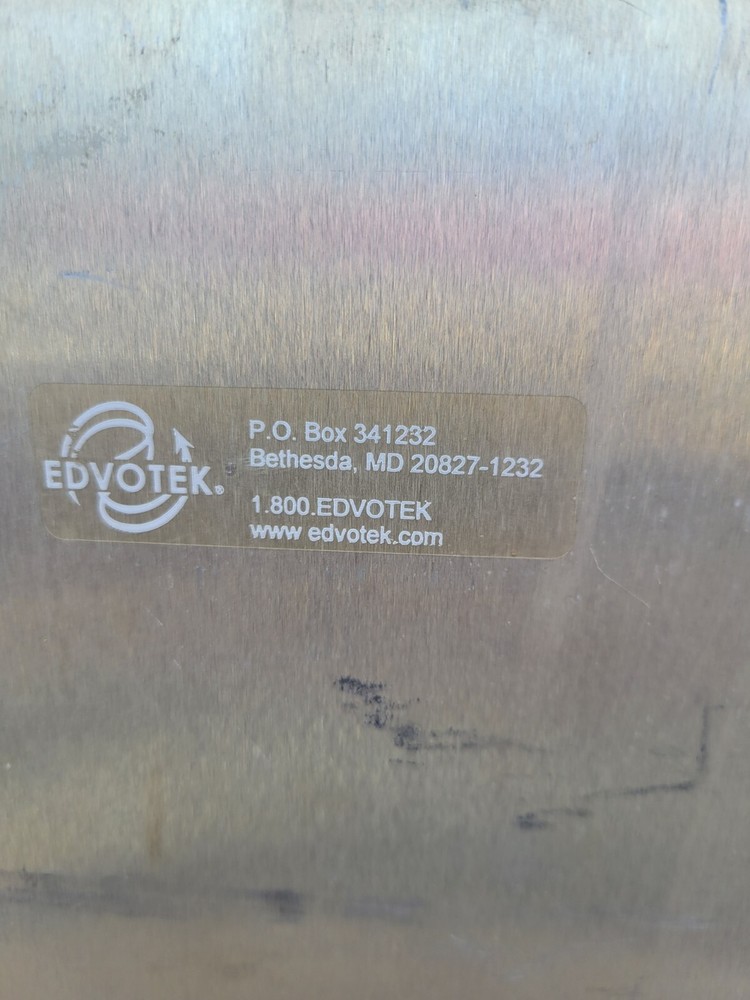 EDVOTEK®
P.O. Box 341232
Bethesda, MD 20827-1232
1.800.EDVOTEK
www.edvotek.com